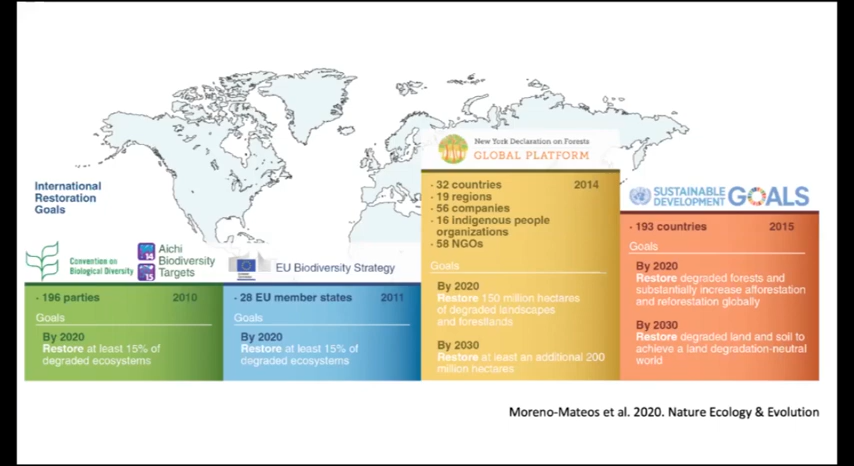 International
Restoration
Goals
Convention on
Biological Diversity
14
15
Aichi
Biodiversity
Targets
· 196 parties 2010
Goals
By 2020
Restore at least 15% of
degraded ecosystems
EU Biodiversity Strategy
· 28 EU member states 2011
Goals
By 2020
Restore at least 15% of
degraded ecosystems
New York Declaration on Forests
GLOBAL PLATFORM
· 32 countries 2014
· 19 regions
· 56 companies
· 16 indigenous people
organizations
· 58 NGOs
Goals
By 2020
Restore 150 million hectares
of degraded landscapes
and forestlands
By 2030
Restore at least an additional 200
million hectares
SUSTAINABLE
DEVELOPMENT
GOALS
· 193 countries 2015
Goals
By 2020
Restore degraded forests and
substantially increase afforestation
and reforestation globally
By 2030
Restore degraded land and soil to
achieve a land degradation-neutral
world
Moreno-Mateos et al. 2020. Nature Ecology & Evolution